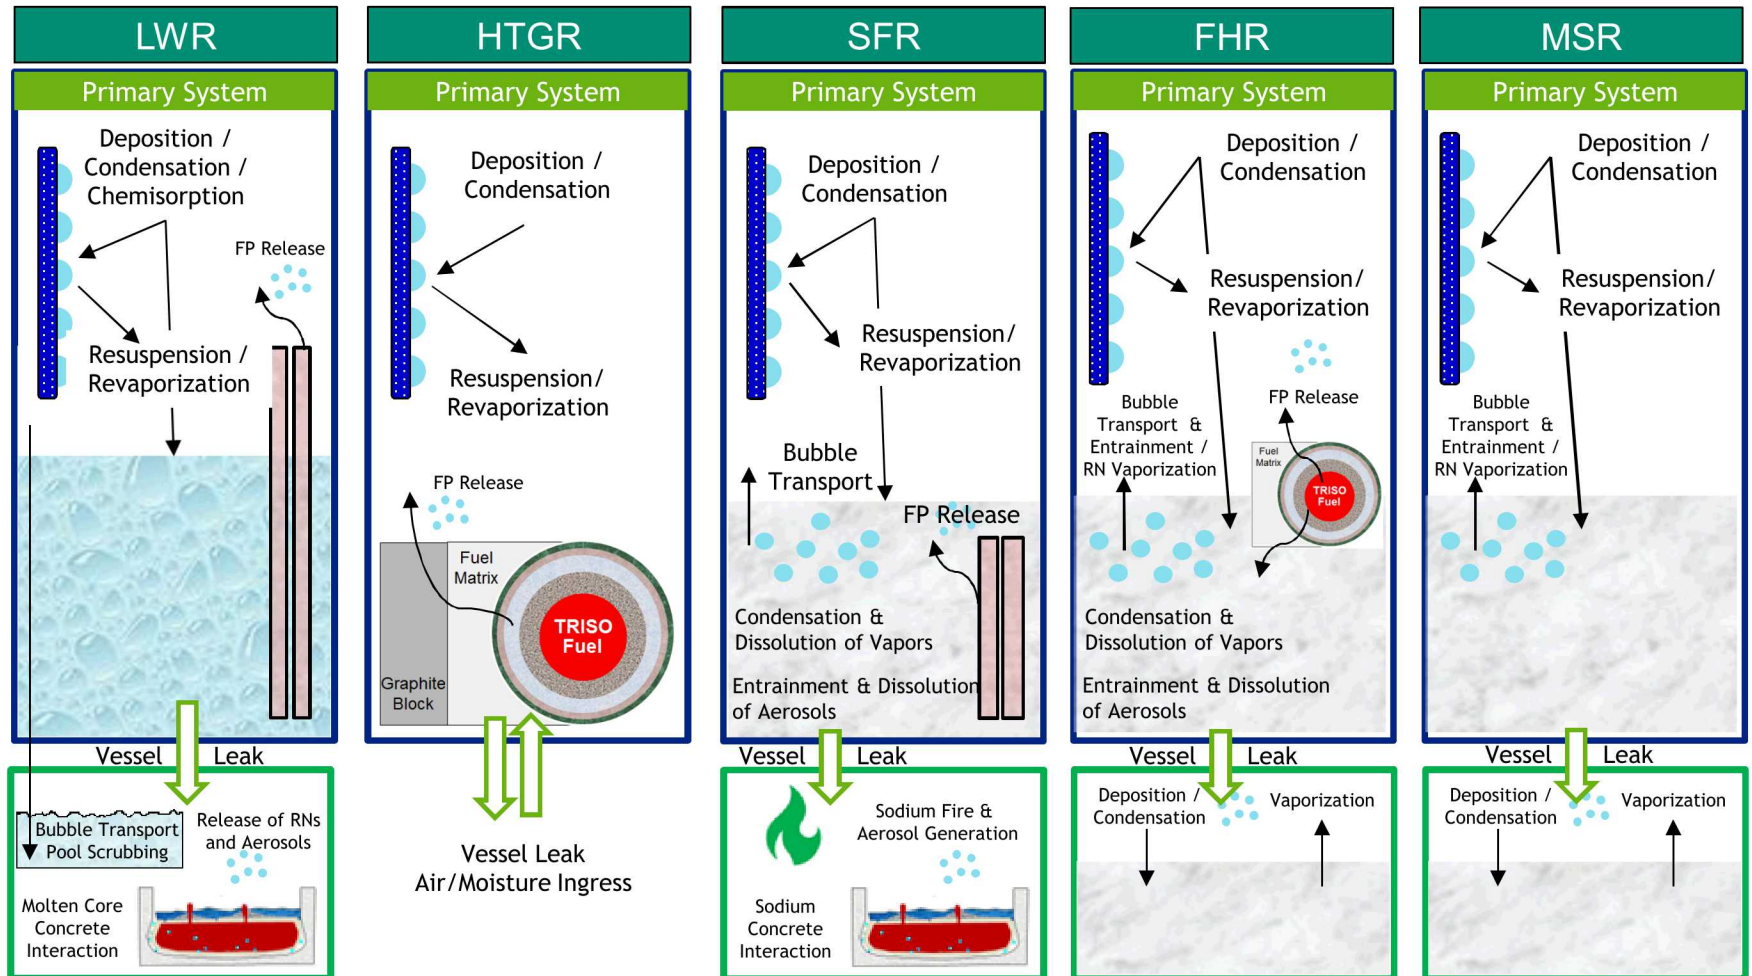 LWR
Primary System
Deposition /
Condensation /
Chemisorption
FP Release
Resuspension /
Revaporization
Vessel Leak
Bubble Transport
Pool Scrubbing
Release of RNs
and Aerosols
Molten Core
Concrete
Interaction
HTGR
Primary System
Deposition /
Condensation
Resuspension/
Revaporization
FP Release
Fuel
Matrix
TRISO
Fuel
Graphite
Block
Vessel Leak
Air/Moisture Ingress
SFR
Primary System
Deposition /
Condensation
Resuspension/
Revaporization
Bubble
Transport
FP Release
Condensation &
Dissolution of Vapors
Entrainment & Dissolution
of Aerosols
Vessel Leak
Sodium Fire &
Aerosol Generation
Sodium
Concrete
Interaction
FHR
Primary System
Deposition /
Condensation
Resuspension/
Revaporization
Bubble
Transport &
Entrainment /
RN Vaporization
FP Release
Fuel
Matrix
TRISO
Fuel
Condensation &
Dissolution of Vapors
Entrainment & Dissolution
of Aerosols
Vessel Leak
Deposition /
Condensation
Vaporization
MSR
Primary System
Deposition /
Condensation
Resuspension/
Revaporization
Bubble
Transport &
Entrainment /
RN Vaporization
Vessel Leak
Deposition /
Condensation
Vaporization